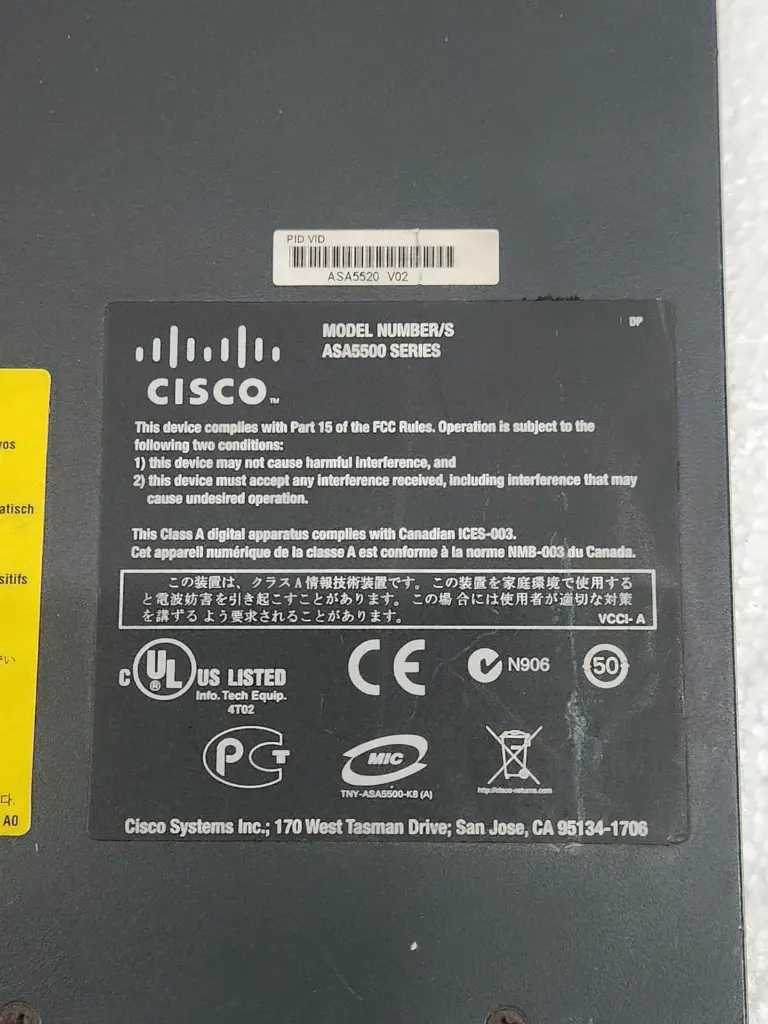 PID VID
ASA5520 V02
MODEL NUMBER/S
ASA5500 SERIES
DP
CISCO™
This device complies with Part 15 of the FCC Rules. Operation is subject to the
following two conditions:
1) this device may not cause harmful interference, and
2) this device must accept any interference received, including interference that may
cause undesired operation.
This Class A digital apparatus complies with Canadian ICES-003.
Cet appareil numérique de la classe A est conforme à la norme NMB-003 du Canada.
この装置は、クラス A 情報技術装置です。この装置を家庭環境で使用する
と電波妨害を引き起こすことがあります。この場合には使用者が適切な対策
を講ずるよう要求されることがあります。 VCCI- A
C UL ® US LISTED
Info. Tech Equip.
4T02
CE
N906
50
PCT
MIC
TNY-ASA5500-K8 (A)
http://cisco-returns.com
Cisco Systems Inc.; 170 West Tasman Drive; San Jose, CA 95134-1706
vos
atisch
sitifs
い
다.
A0